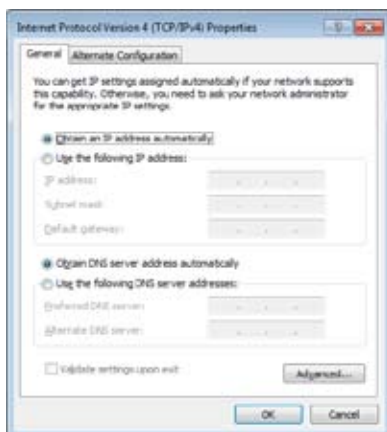 Internet Protocol Version 4 (TCP/IPv4) Properties
General Alternate Configuration
You can get IP settings assigned automatically if your network supports
this capability. Otherwise, you need to ask your network administrator
for the appropriate IP settings.
Obtain an IP address automatically
Use the following IP address:
IP address:
Subnet mask:
Default gateway:
Obtain DNS server address automatically
Use the following DNS server addresses:
Preferred DNS server:
Alternate DNS server:
Validate settings upon exit
Advanced...
OK Cancel